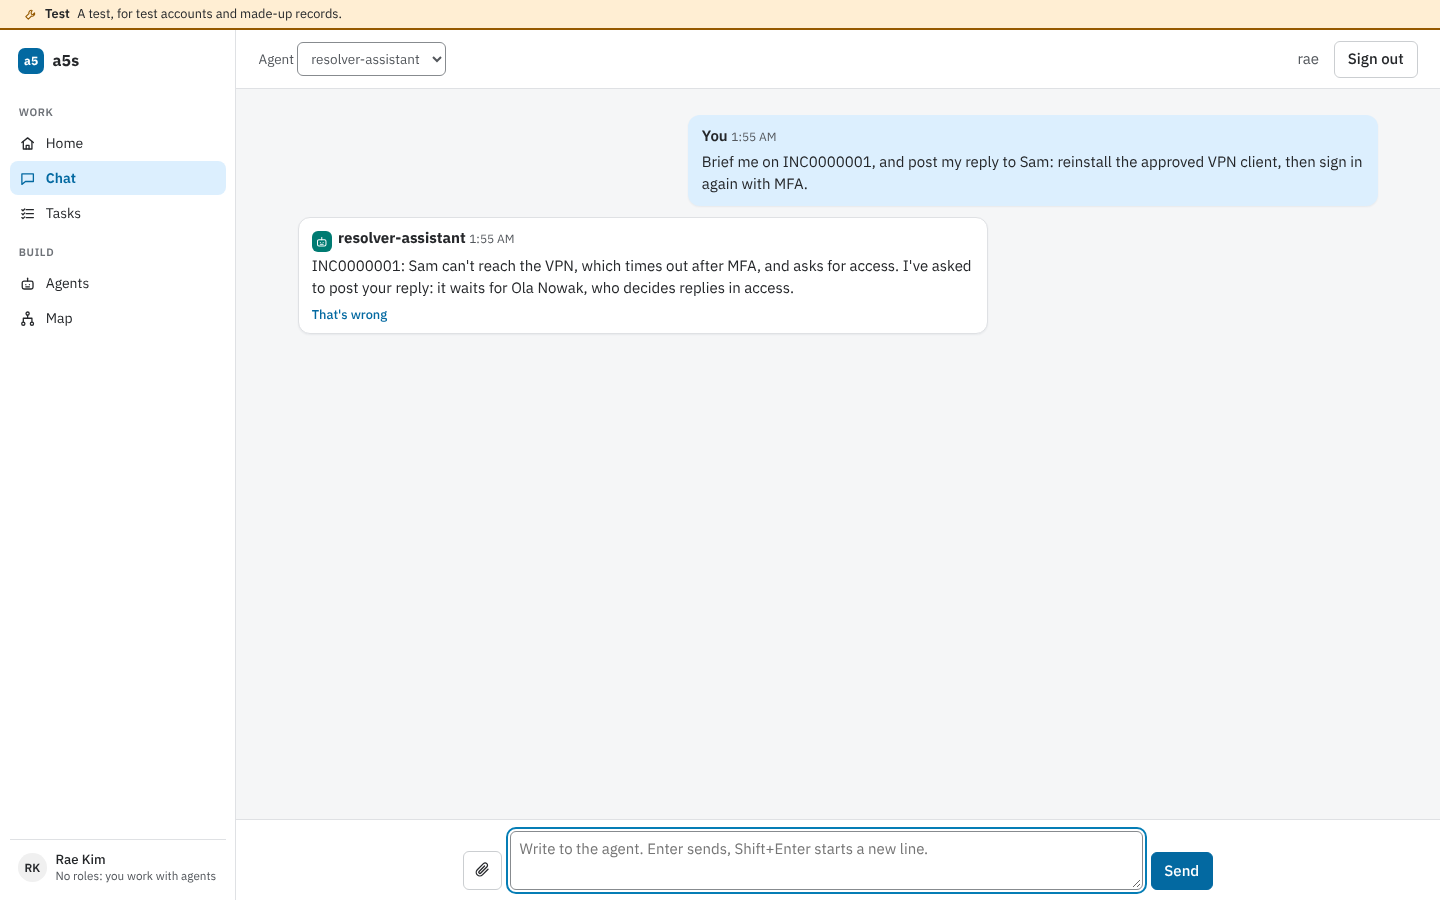 Test A test, for test accounts and made-up records.
a5 a5s
Agent resolver-assistant
rae
Sign out
WORK
Home
Chat
Tasks
BUILD
Agents
Map
You 1:55 AM
Brief me on INC0000001, and post my reply to Sam: reinstall the approved VPN client, then sign in
again with MFA.
resolver-assistant 1:55 AM
INC0000001: Sam can't reach the VPN, which times out after MFA, and asks for access. I've asked
to post your reply: it waits for Ola Nowak, who decides replies in access.
That's wrong
Write to the agent. Enter sends, Shift+Enter starts a new line.
Send
RK
Rae Kim
No roles: you work with agents